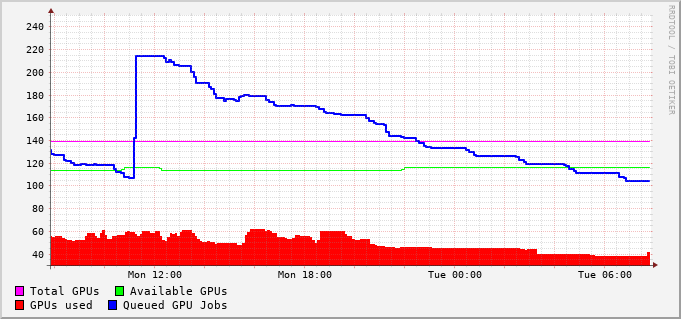 RRDTOOL / TOBI OETIKER
240
220
200
180
160
140
120
100
80
60
40
Mon 12:00 Mon 18:00 Tue 00:00 Tue 06:00
Total GPUs Available GPUs
GPUs used Queued GPU Jobs